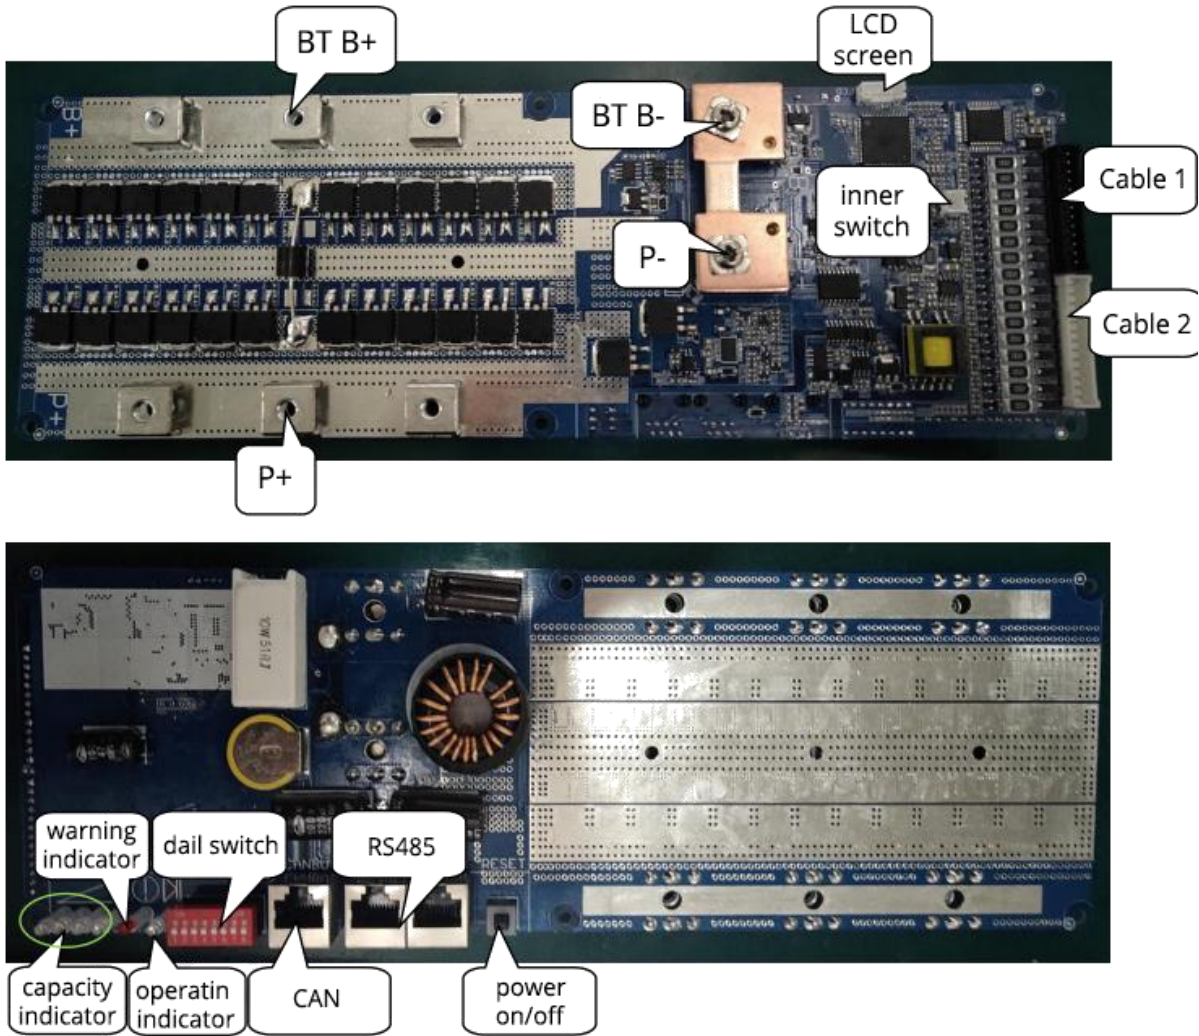 BT B+
LCD
screen
BT B-
B+
inner
switch
Cable 1
P-
Cable 2
P+
P+
10W51RJ
warning
indicator
dail switch
RS485
RESET
capacity
indicator
operatin
indicator
CAN
power
on/off